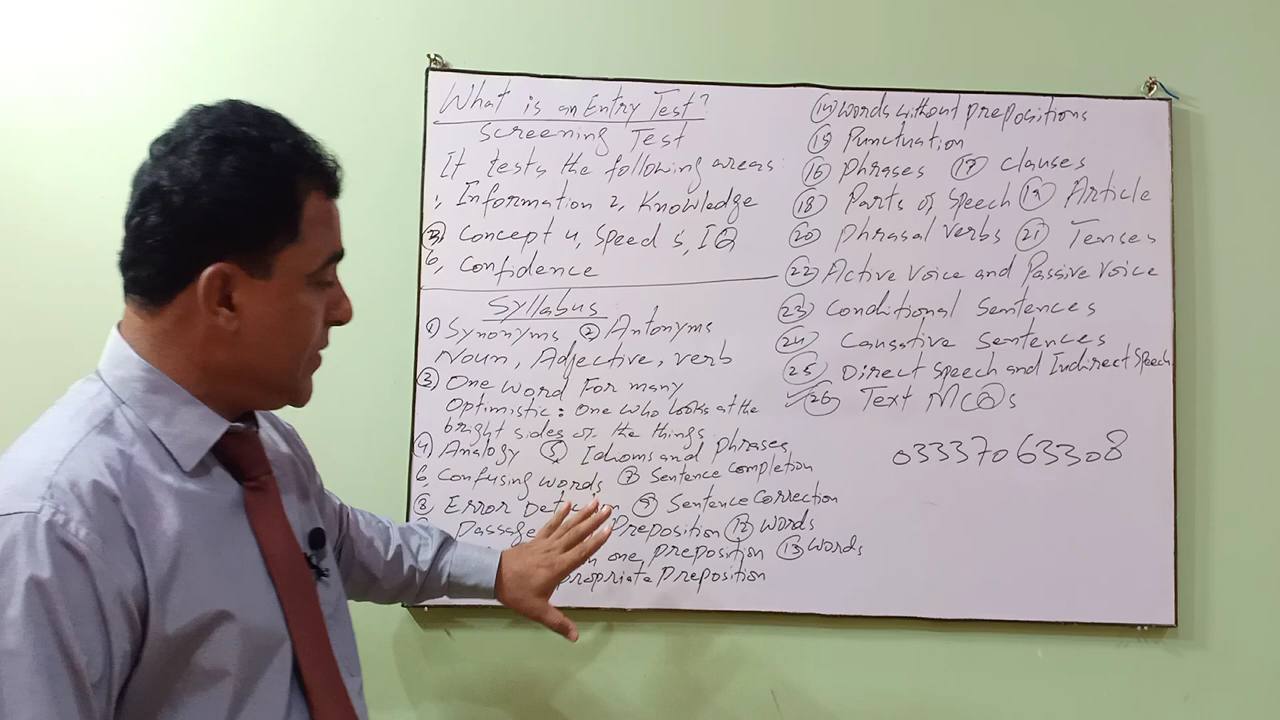 What is an Entry Test?
Screening Test
It tests the following areas:
1, Information 2, Knowledge
3, Concept 4, Speed 5, IQ
6, Confidence
Syllabus
① Synonyms ② Antonyms
Noun, Adjective, verb
③ One word For many
Optimistic: One who looks at the
bright sides of the things
④ Analogy ⑤ Idioms and phrases
6 Confusing words ⑦ Sentence completion
⑧ Error ⑨ Sentence Correction
Passage Preposition ⑫ words
one preposition ⑬ words
Preposition
⑭ words without prepositions
⑮ Punctuation
⑯ Phrases ⑰ clauses
⑱ Parts of Speech ⑲ Article
⑳ Phrasal verbs ㉑ Tenses
㉒ Active Voice and Passive Voice
㉓ Conditional Sentences
㉔ Causative Sentences
㉕ Direct Speech and Indirect Speech
㉖ Text MCQs
03337063308